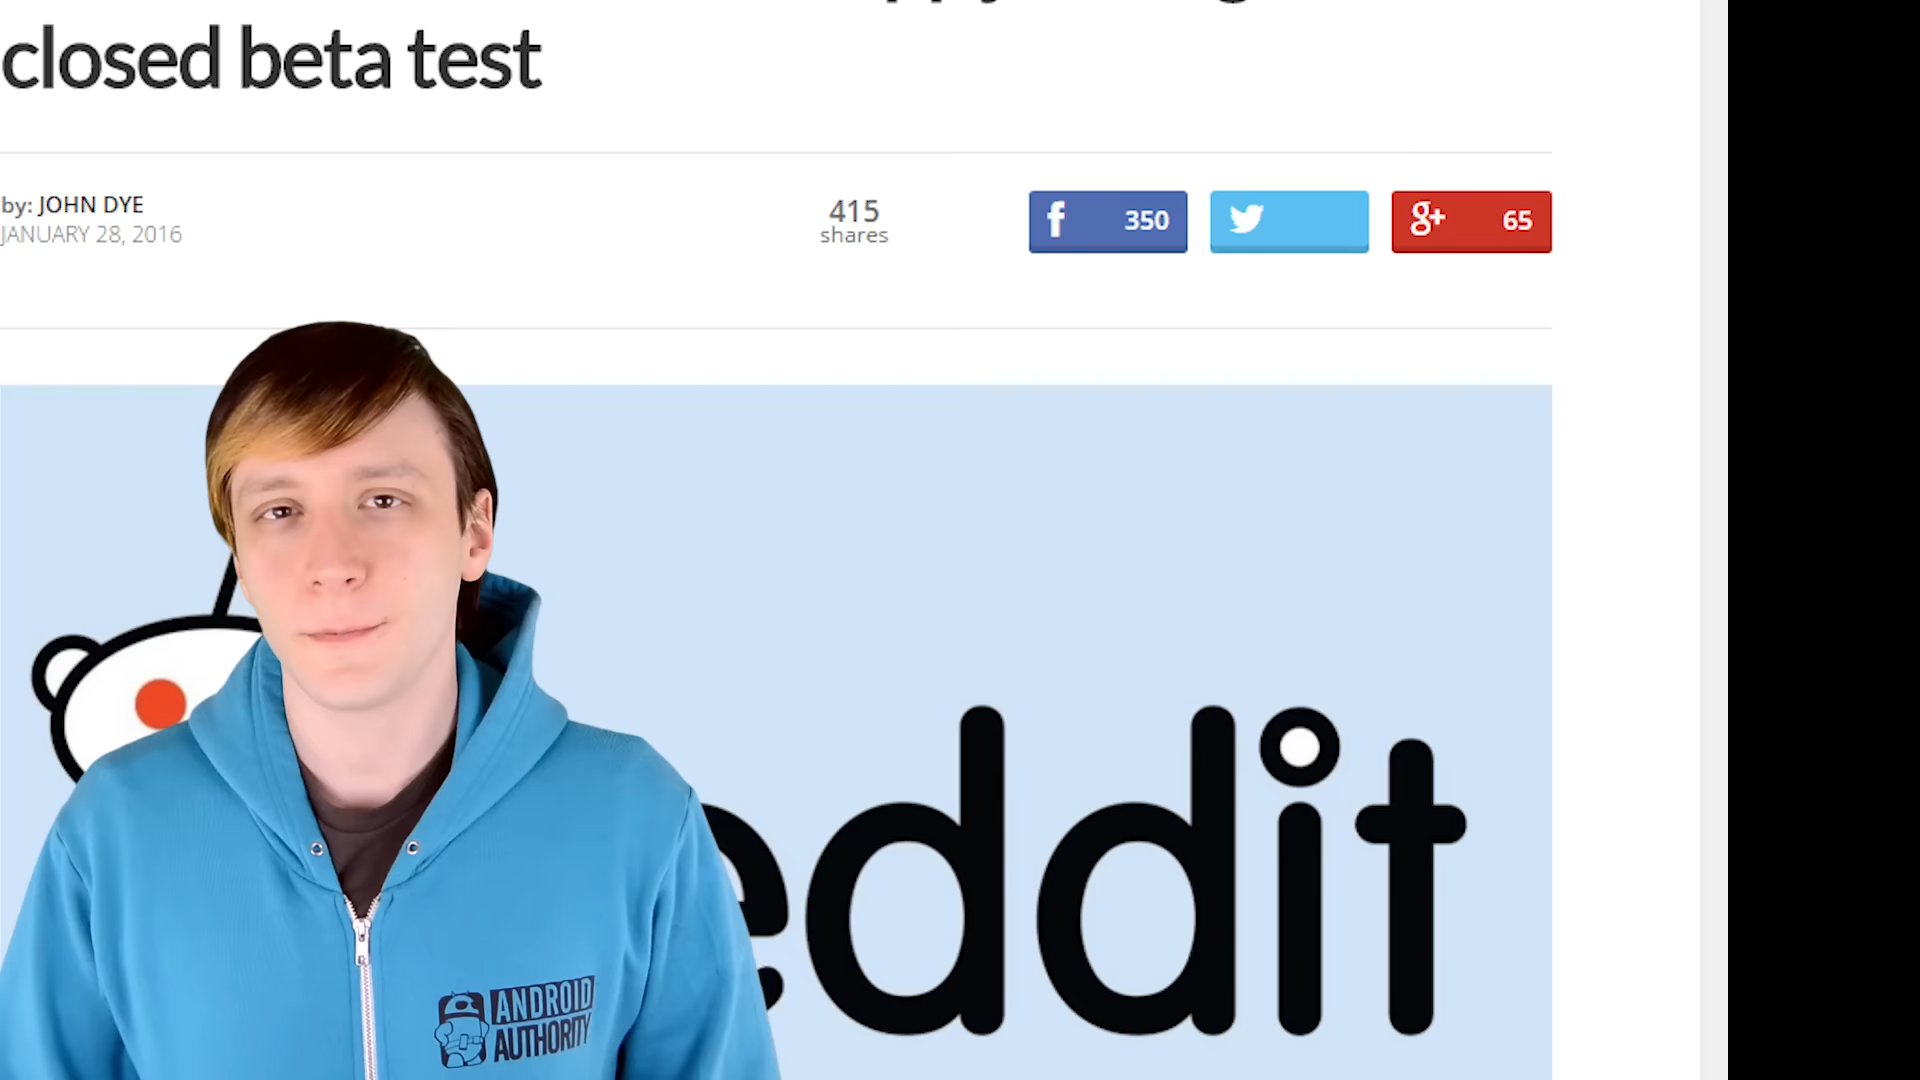 closed beta test
by: JOHN DYE
JANUARY 28, 2016
415
shares
f 350
g+ 65
eddit
ANDROID
AUTHORITY